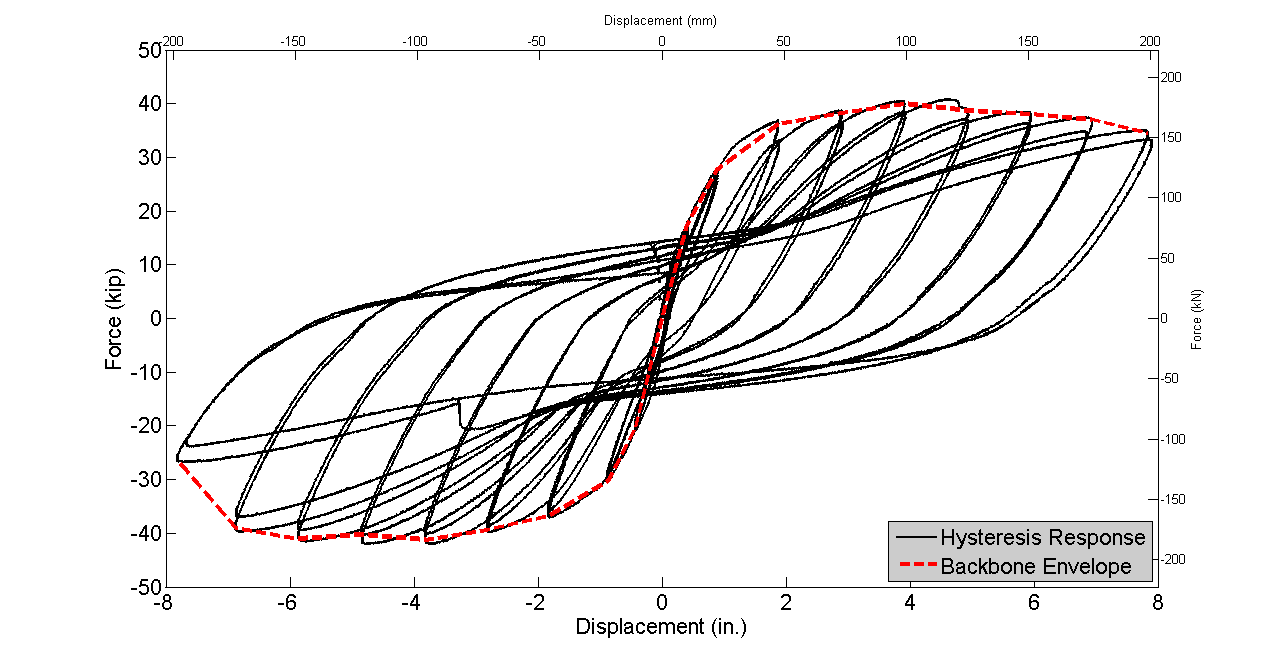 Displacement (mm)
-200 -150 -100 -50 0 50 100 150 200
50
40
30
20
10
0
-10
-20
-30
-40
-50
Force (kip)
200
150
100
50
0
-50
-100
-150
-200
Force (kN)
Hysteresis Response
Backbone Envelope
-8 -6 -4 -2 0 2 4 6 8
Displacement (in.)